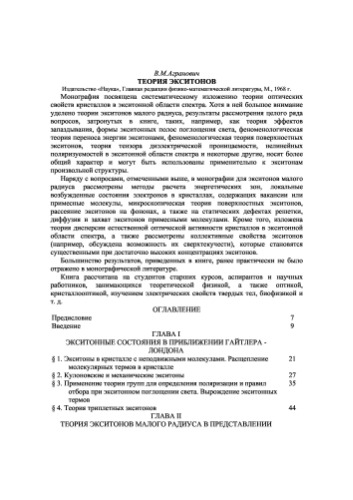 В.М.Агранович
ТЕОРИЯ ЭКСИТОНОВ
Издательство «Наука», Главная редакция физико-математической литературы, М., 1968 г.
Монография посвящена систематическому изложению теории оптических
свойств кристаллов в экситонной области спектра. Хотя в ней большое внимание
уделено теории экситонов малого радиуса, результаты рассмотрения целого ряда
вопросов, затронутых в книге, таких, например, как теория эффектов
запаздывания, формы экситонных полос поглощения света, феноменологическая
теория переноса энергии экситонами, феноменологическая теория поверхностных
экситонов, теория тензора диэлектрической проницаемости, нелинейных
поляризуемостей в экситонной области спектра и некоторые другие, носят более
общий характер и могут быть использованы применительно к экситонам
произвольной структуры.
Наряду с вопросами, отмеченными выше, в монографии для экситонов малого
радиуса рассмотрены методы расчета энергетических зон, локальные
возбужденные состояния электронов в кристаллах, содержащих вакансии или
примесные молекулы, микроскопическая теория поверхностных экситонов,
рассеяние экситонов на фононах, а также на статических дефектах решетки,
диффузия и захват экситонов примесными молекулами. Кроме того, изложена
теория дисперсии естественной оптической активности кристаллов в экситонной
области спектра, а также рассмотрены коллективные свойства экситонов
(например, обсуждена возможность их сверхтекучести), которые становятся
существенными при достаточно высоких концентрациях экситонов.
Большинство результатов, приведенных в книге, ранее практически не было
отражено в монографической литературе.
Книга рассчитана на студентов старших курсов, аспирантов и научных
работников, занимающихся теоретической физикой, а также оптикой,
кристаллооптикой, изучением электрических свойств твердых тел, биофизикой и
т. д.
ОГЛАВЛЕНИЕ
Предисловие 7
Введение 9
ГЛАВА I
ЭКСИТОННЫЕ СОСТОЯНИЯ В ПРИБЛИЖЕНИИ ГАЙТЛЕРА -
ЛОНДОНА
§ 1. Экситоны в кристалле с неподвижными молекулами. Расщепление 21
молекулярных термов в кристалле
§ 2. Кулоновские и механические экситоны 27
§ 3. Применение теории групп для определения поляризации и правил 35
отбора при экситонном поглощении света. Вырождение экситонных
термов
§ 4. Теория триплетных экситонов 44
ГЛАВА II
ТЕОРИЯ ЭКСИТОНОВ МАЛОГО РАДИУСА В ПРЕДСТАВЛЕНИИ